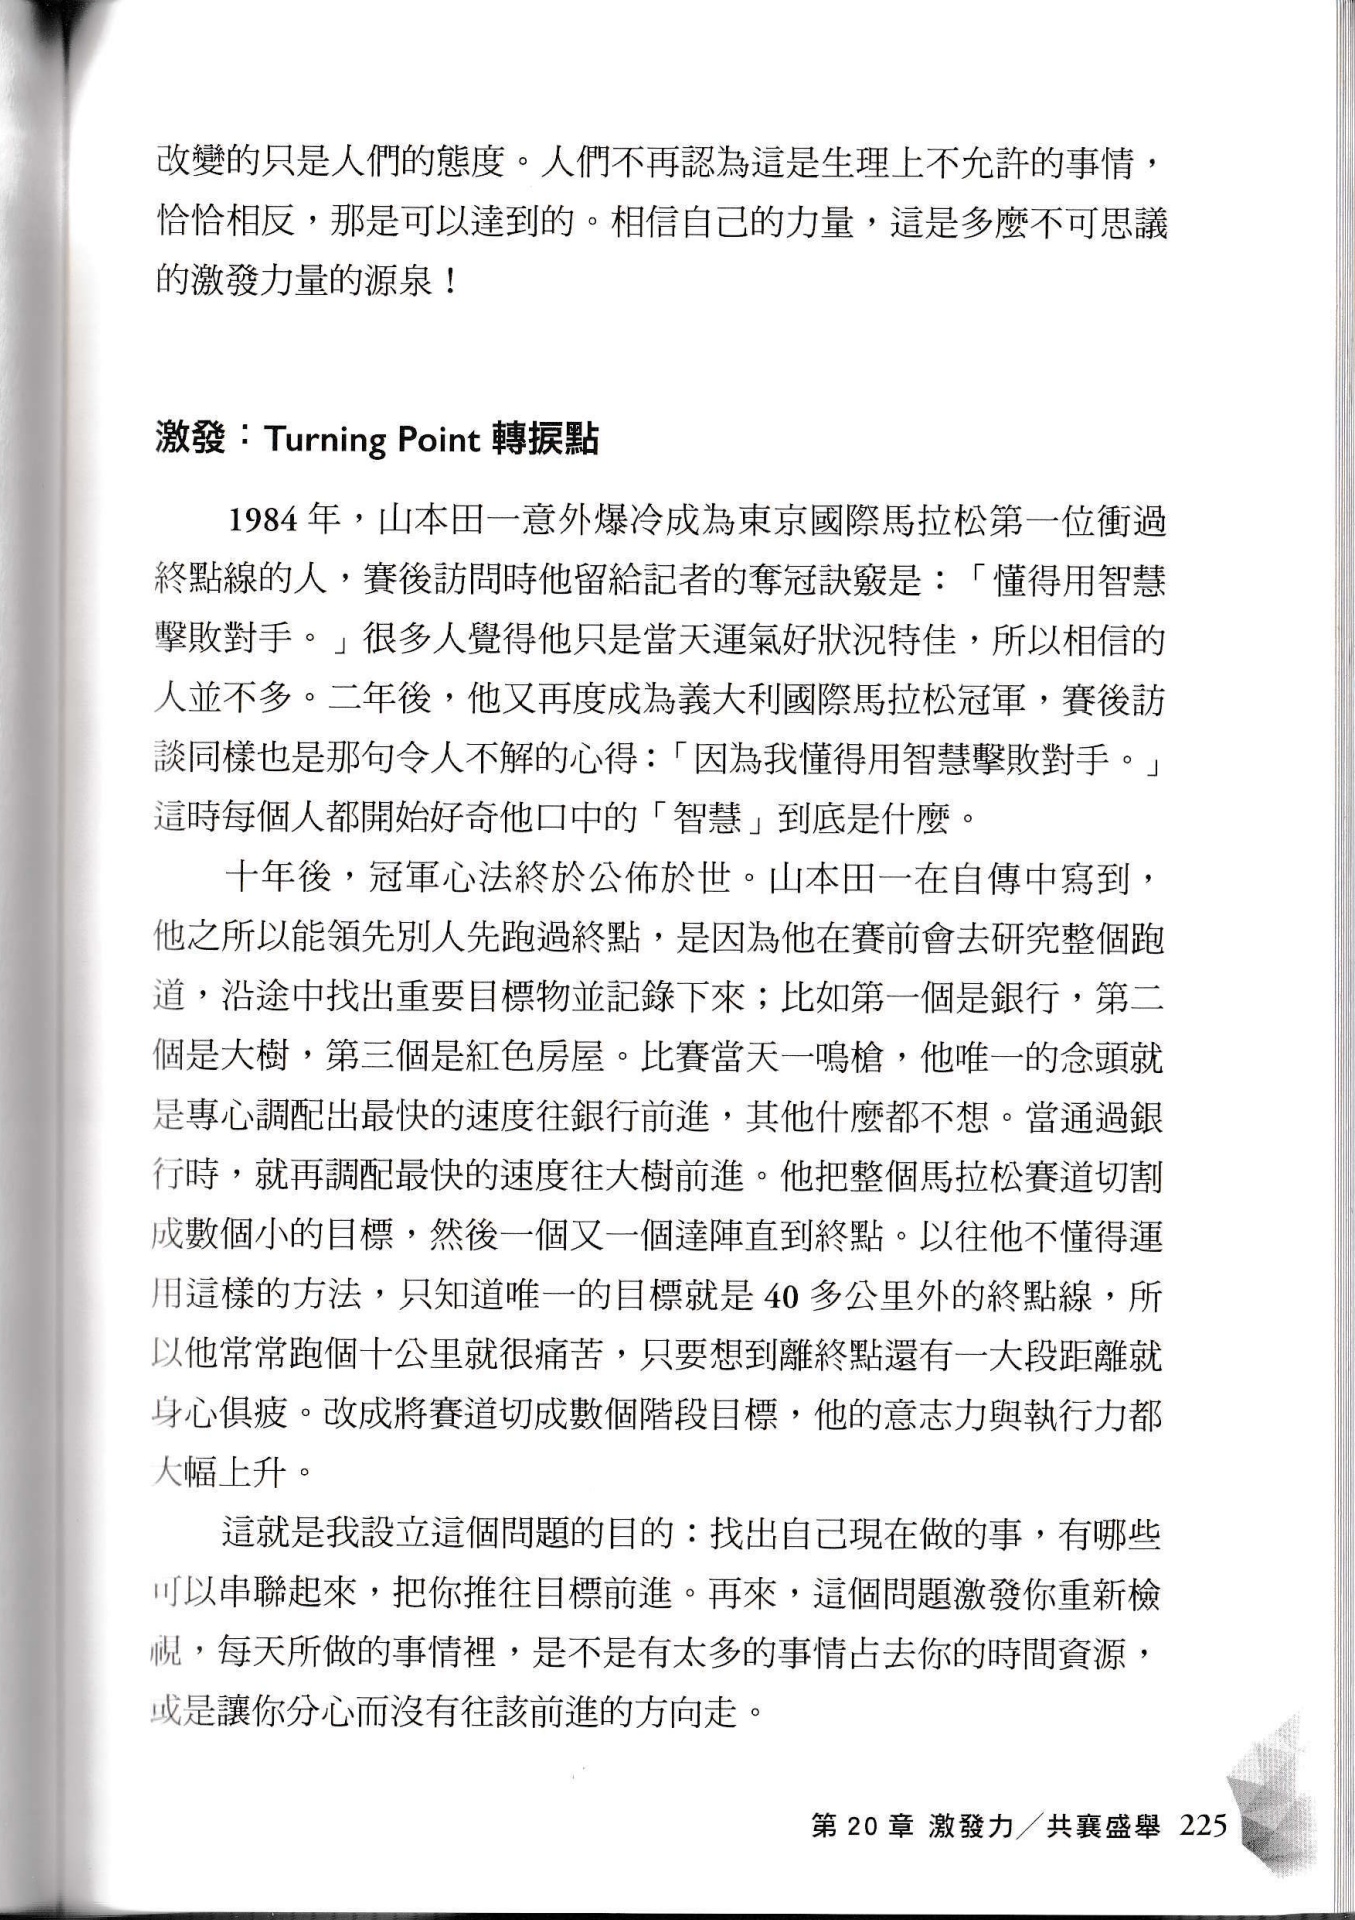 改變的只是人們的態度。人們不再認為這是生理上不允許的事情，
恰恰相反，那是可以達到的。相信自己的力量，這是多麼不可思議
的激發力量的源泉！
激發：Turning Point 轉捩點
1984 年，山本田一意外爆冷成為東京國際馬拉松第一位衝過
終點線的人，賽後訪問時他留給記者的奪冠訣竅是：「懂得用智慧
擊敗對手。」很多人覺得他只是當天運氣好狀況特佳，所以相信的
人並不多。二年後，他又再度成為義大利國際馬拉松冠軍，賽後訪
談同樣也是那句令人不解的心得：「因為我懂得用智慧擊敗對手。」
這時每個人都開始好奇他口中的「智慧」到底是什麼。
十年後，冠軍心法終於公佈於世。山本田一在自傳中寫到，
他之所以能領先別人先跑過終點，是因為他在賽前會去研究整個跑
道，沿途中找出重要目標物並記錄下來；比如第一個是銀行，第二
個是大樹，第三個是紅色房屋。比賽當天一鳴槍，他唯一的念頭就
是專心調配出最快的速度往銀行前進，其他什麼都不想。當通過銀
行時，就再調配最快的速度往大樹前進。他把整個馬拉松賽道切割
成數個小的目標，然後一個又一個達陣直到終點。以往他不懂得運
用這樣的方法，只知道唯一的目標就是 40 多公里外的終點線，所
以他常常跑個十公里就很痛苦，只要想到離終點還有一大段距離就
身心俱疲。改成將賽道切成數個階段目標，他的意志力與執行力都
大幅上升。
這就是我設立這個問題的目的：找出自己現在做的事，有哪些
可以串聯起來，把你推往目標前進。再來，這個問題激發你重新檢
視，每天所做的事情裡，是不是有太多的事情占去你的時間資源，
或是讓你分心而沒有往該前進的方向走。
第 20 章 激發力／共襄盛舉 225